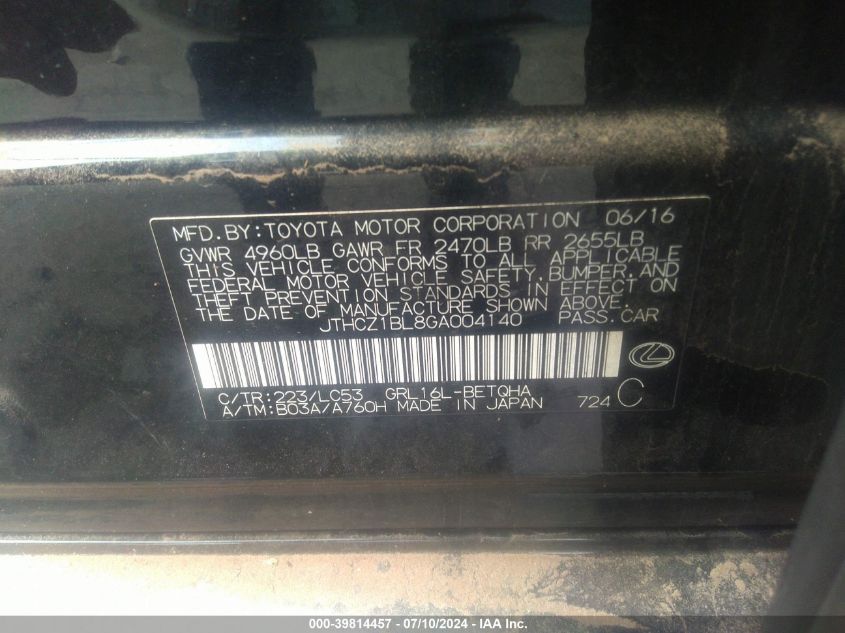 MFD. BY: TOYOTA MOTOR CORPORATION 06/16
GVWR 4960LB GAWR FR 2470LB RR 2655LB
THIS VEHICLE CONFORMS TO ALL APPLICABLE
FEDERAL MOTOR VEHICLE SAFETY, BUMPER, AND
THEFT PREVENTION STANDARDS IN EFFECT ON
THE DATE OF MANUFACTURE SHOWN ABOVE.
JTHCZ1BL8GA004140 PASS. CAR
C/TR: 223/LC53 GRL16L-BETQHA
A/TM: B03A/A760H MADE IN JAPAN 724 C
000-39814457 - 07/10/2024 - IAAI.com